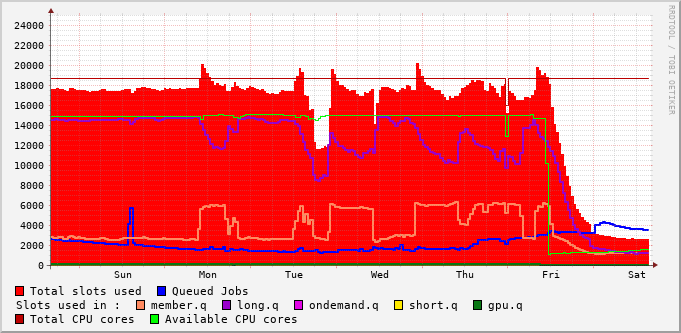 24000
22000
20000
18000
16000
14000
12000
10000
8000
6000
4000
2000
0
Sun Mon Tue Wed Thu Fri Sat
Total slots used Queued Jobs
Slots used in : member.q long.q ondemand.q short.q gpu.q
Total CPU cores Available CPU cores
RRDTOOL / TOBI OETIKER